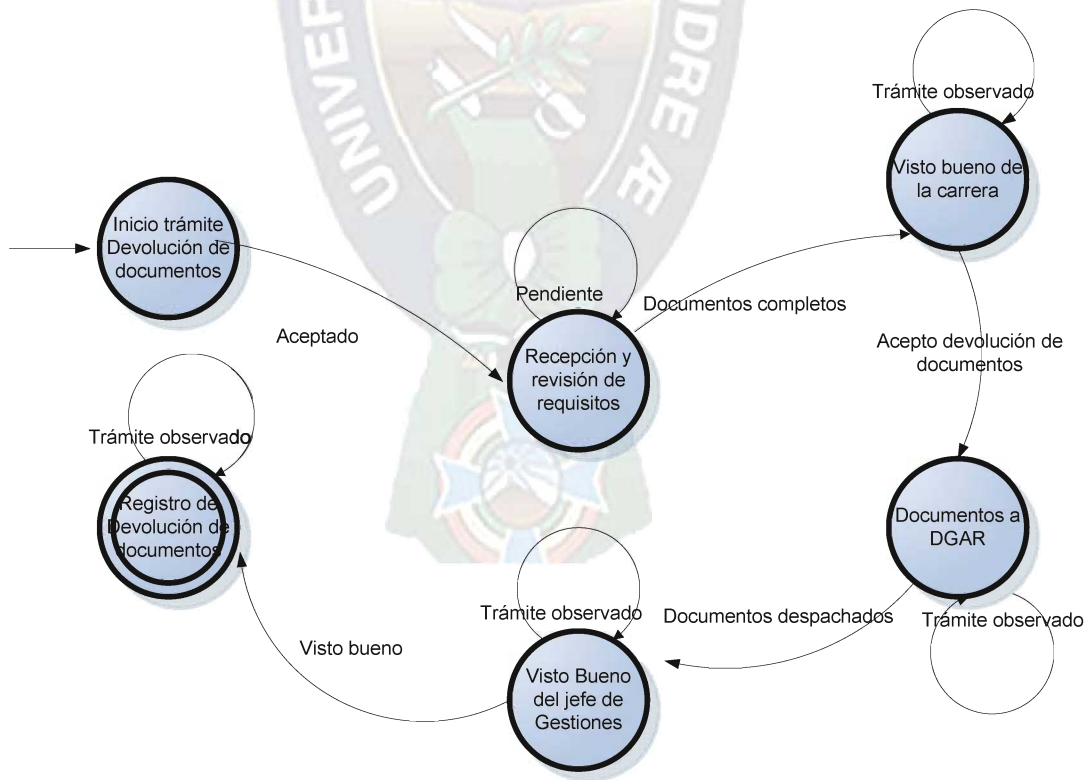 UNIVER
NDRE Æ
Trámite observado
Visto bueno de
la carrera
Inicio trámite
Devolución de
documentos
Aceptado
Pendiente
Recepción y
revisión de
requisitos
Documentos completos
Acepto devolución de
documentos
Trámite observado
Registro de
Devolución de
documentos
Documentos a
DGAR
Trámite observado
Documentos despachados
Trámite observado
Visto Bueno
del jefe de
Gestiones
Visto bueno